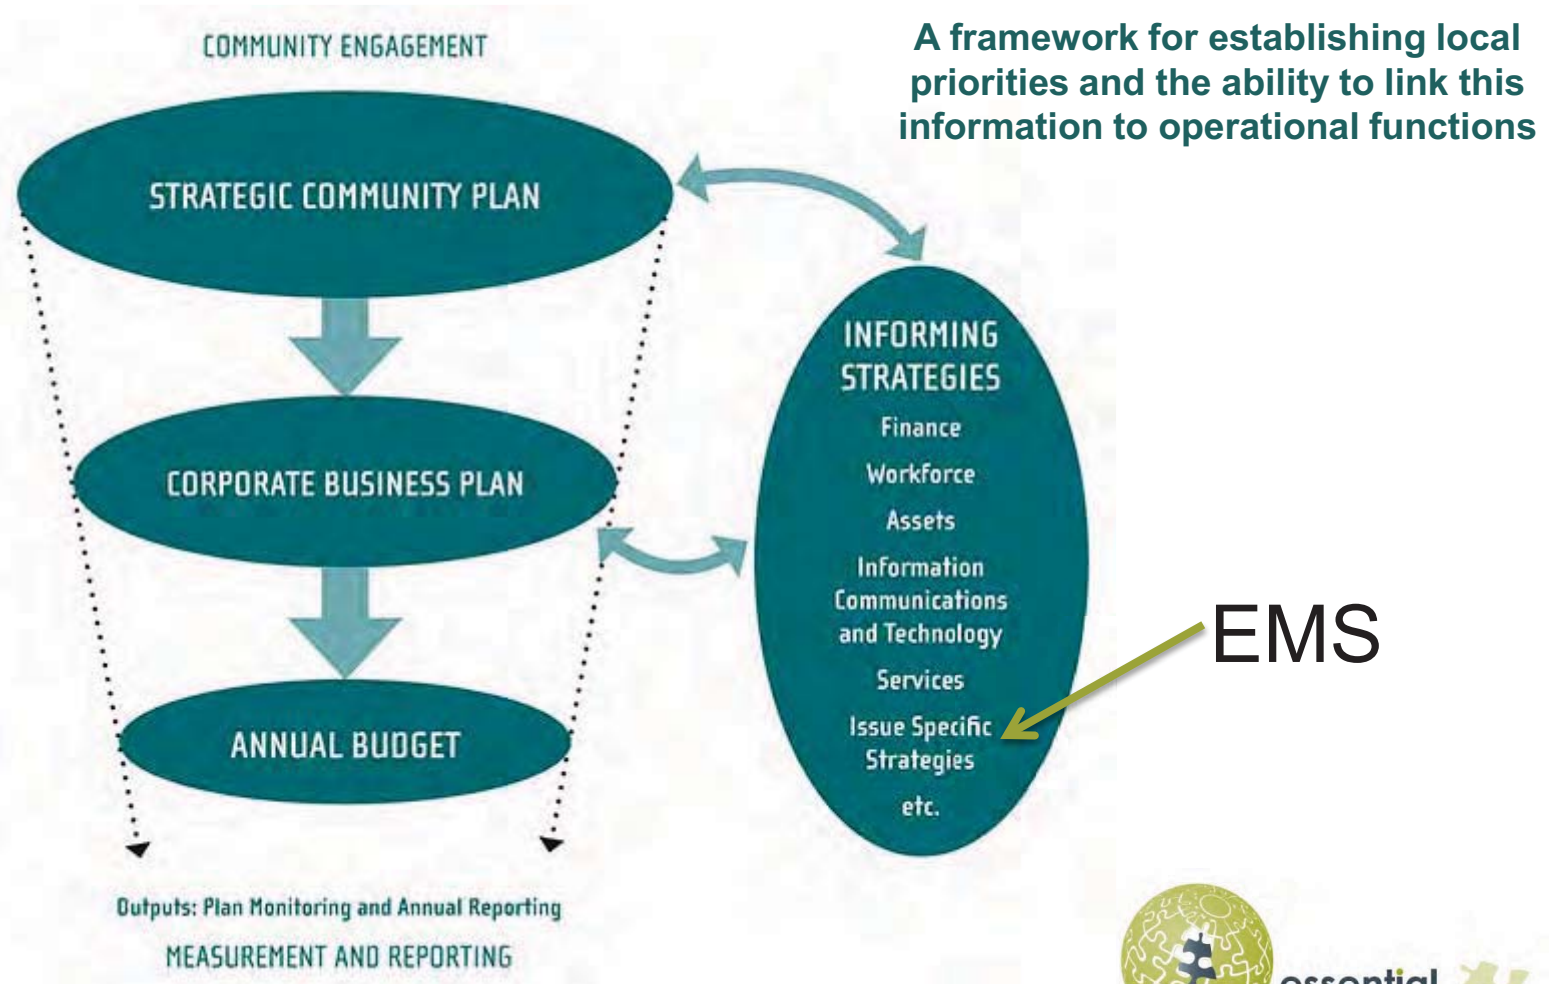 COMMUNITY ENGAGEMENT
A framework for establishing local
priorities and the ability to link this
information to operational functions
STRATEGIC COMMUNITY PLAN
CORPORATE BUSINESS PLAN
ANNUAL BUDGET
INFORMING
STRATEGIES
Finance
Workforce
Assets
Information
Communications
and Technology
Services
Issue Specific
Strategies
etc.
EMS
Outputs: Plan Monitoring and Annual Reporting
MEASUREMENT AND REPORTING
essential